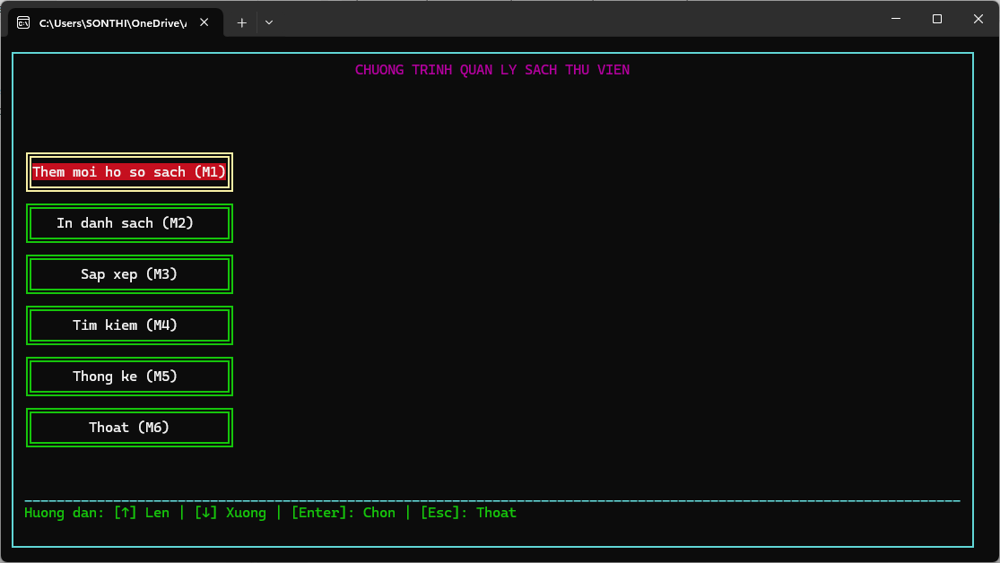 C:\Users\SONTHI\OneDrive\
CHUONG TRINH QUAN LY SACH THU VIEN
Them moi ho so sach (M1)
In danh sach (M2)
Sap xep (M3)
Tim kiem (M4)
Thong ke (M5)
Thoat (M6)
Huong dan: [↑] Len | [↓] Xuong | [Enter]: Chon | [Esc]: Thoat